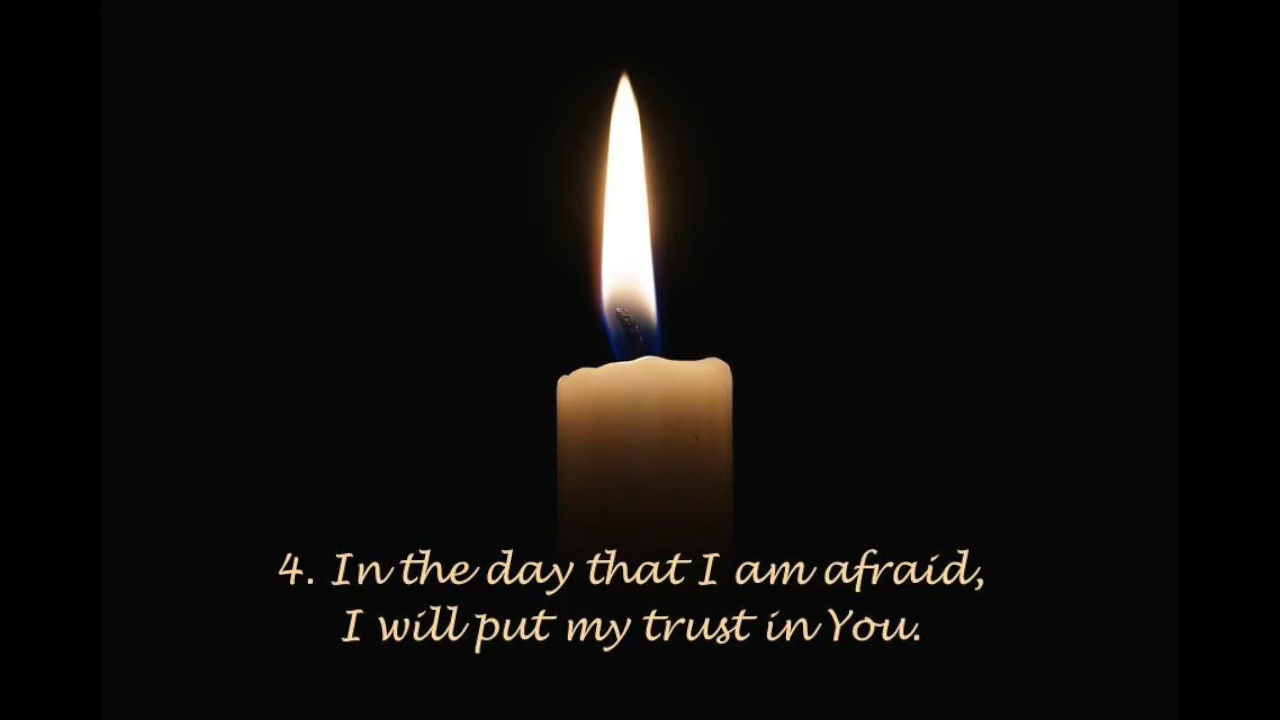 4. In the day that I am afraid,
I will put my trust in You.